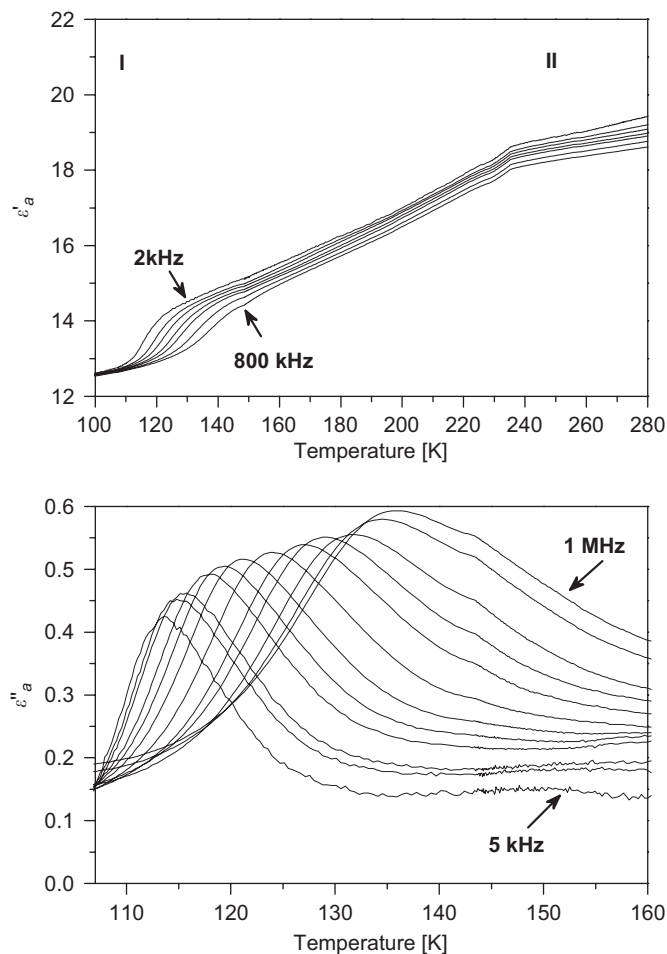 22
20
18
16
14
12
ε'a
I
II
2kHz
800 kHz
100 120 140 160 180 200 220 240 260 280
Temperature [K]
0.6
0.5
0.4
0.3
0.2
0.1
0.0
ε"a
1 MHz
5 kHz
110 120 130 140 150 160
Temperature [K]